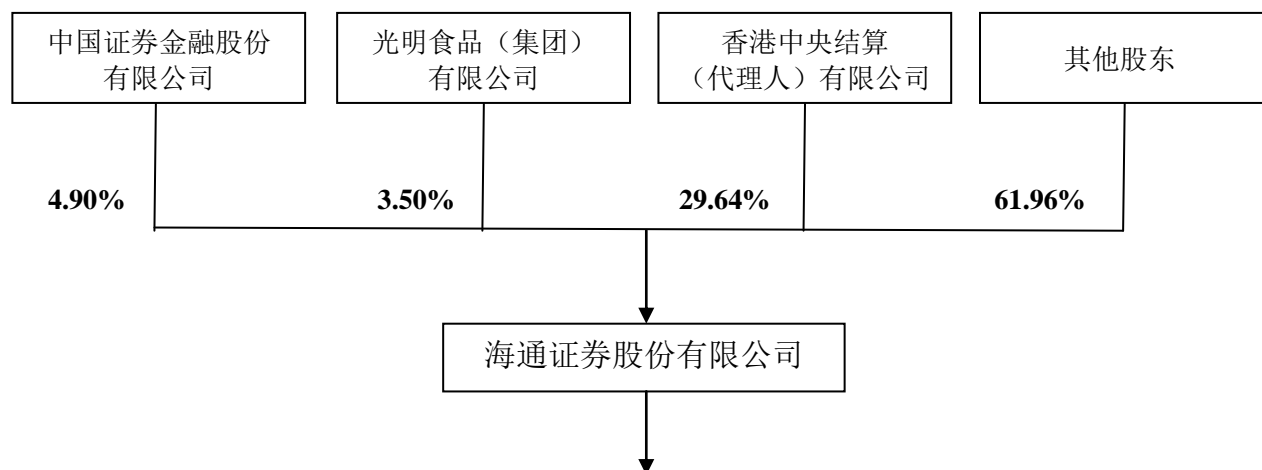 中国证券金融股份
有限公司
光明食品（集团）
有限公司
香港中央结算
（代理人）有限公司
其他股东
4.90%
3.50%
29.64%
61.96%
海通证券股份有限公司